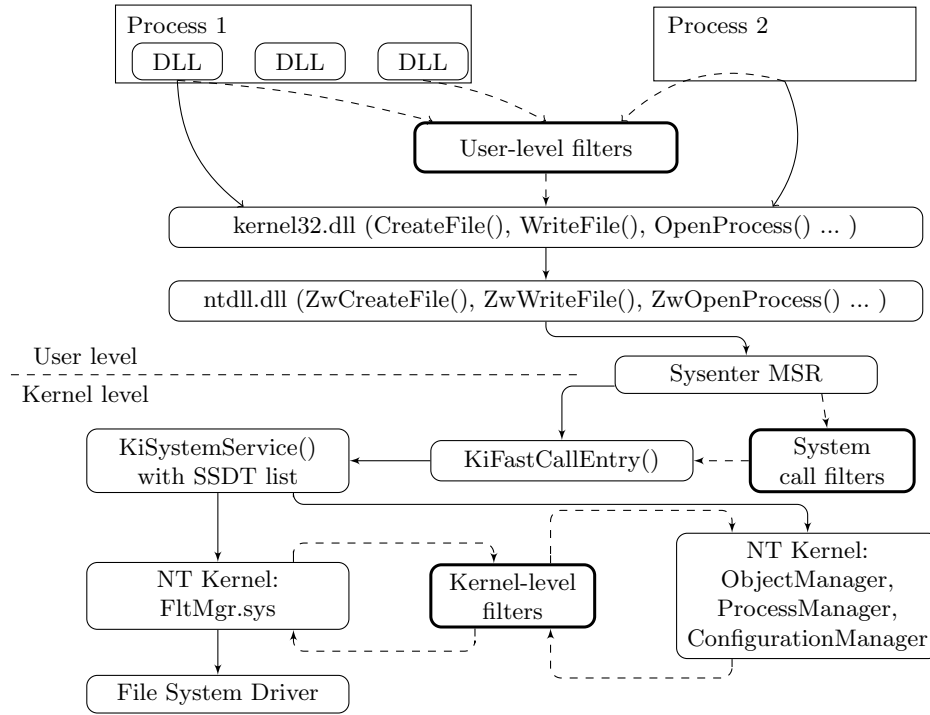 Process 1
Process 2
DLL
DLL
DLL
User-level filters
kernel32.dll (CreateFile(), WriteFile(), OpenProcess() ... )
ntdll.dll (ZwCreateFile(), ZwWriteFile(), ZwOpenProcess() ... )
User level
Sysenter MSR
Kernel level
KiSystemService()
with SSDT list
KiFastCallEntry()
System
call filters
NT Kernel:
FltMgr.sys
Kernel-level
filters
NT Kernel:
ObjectManager,
ProcessManager,
ConfigurationManager
File System Driver